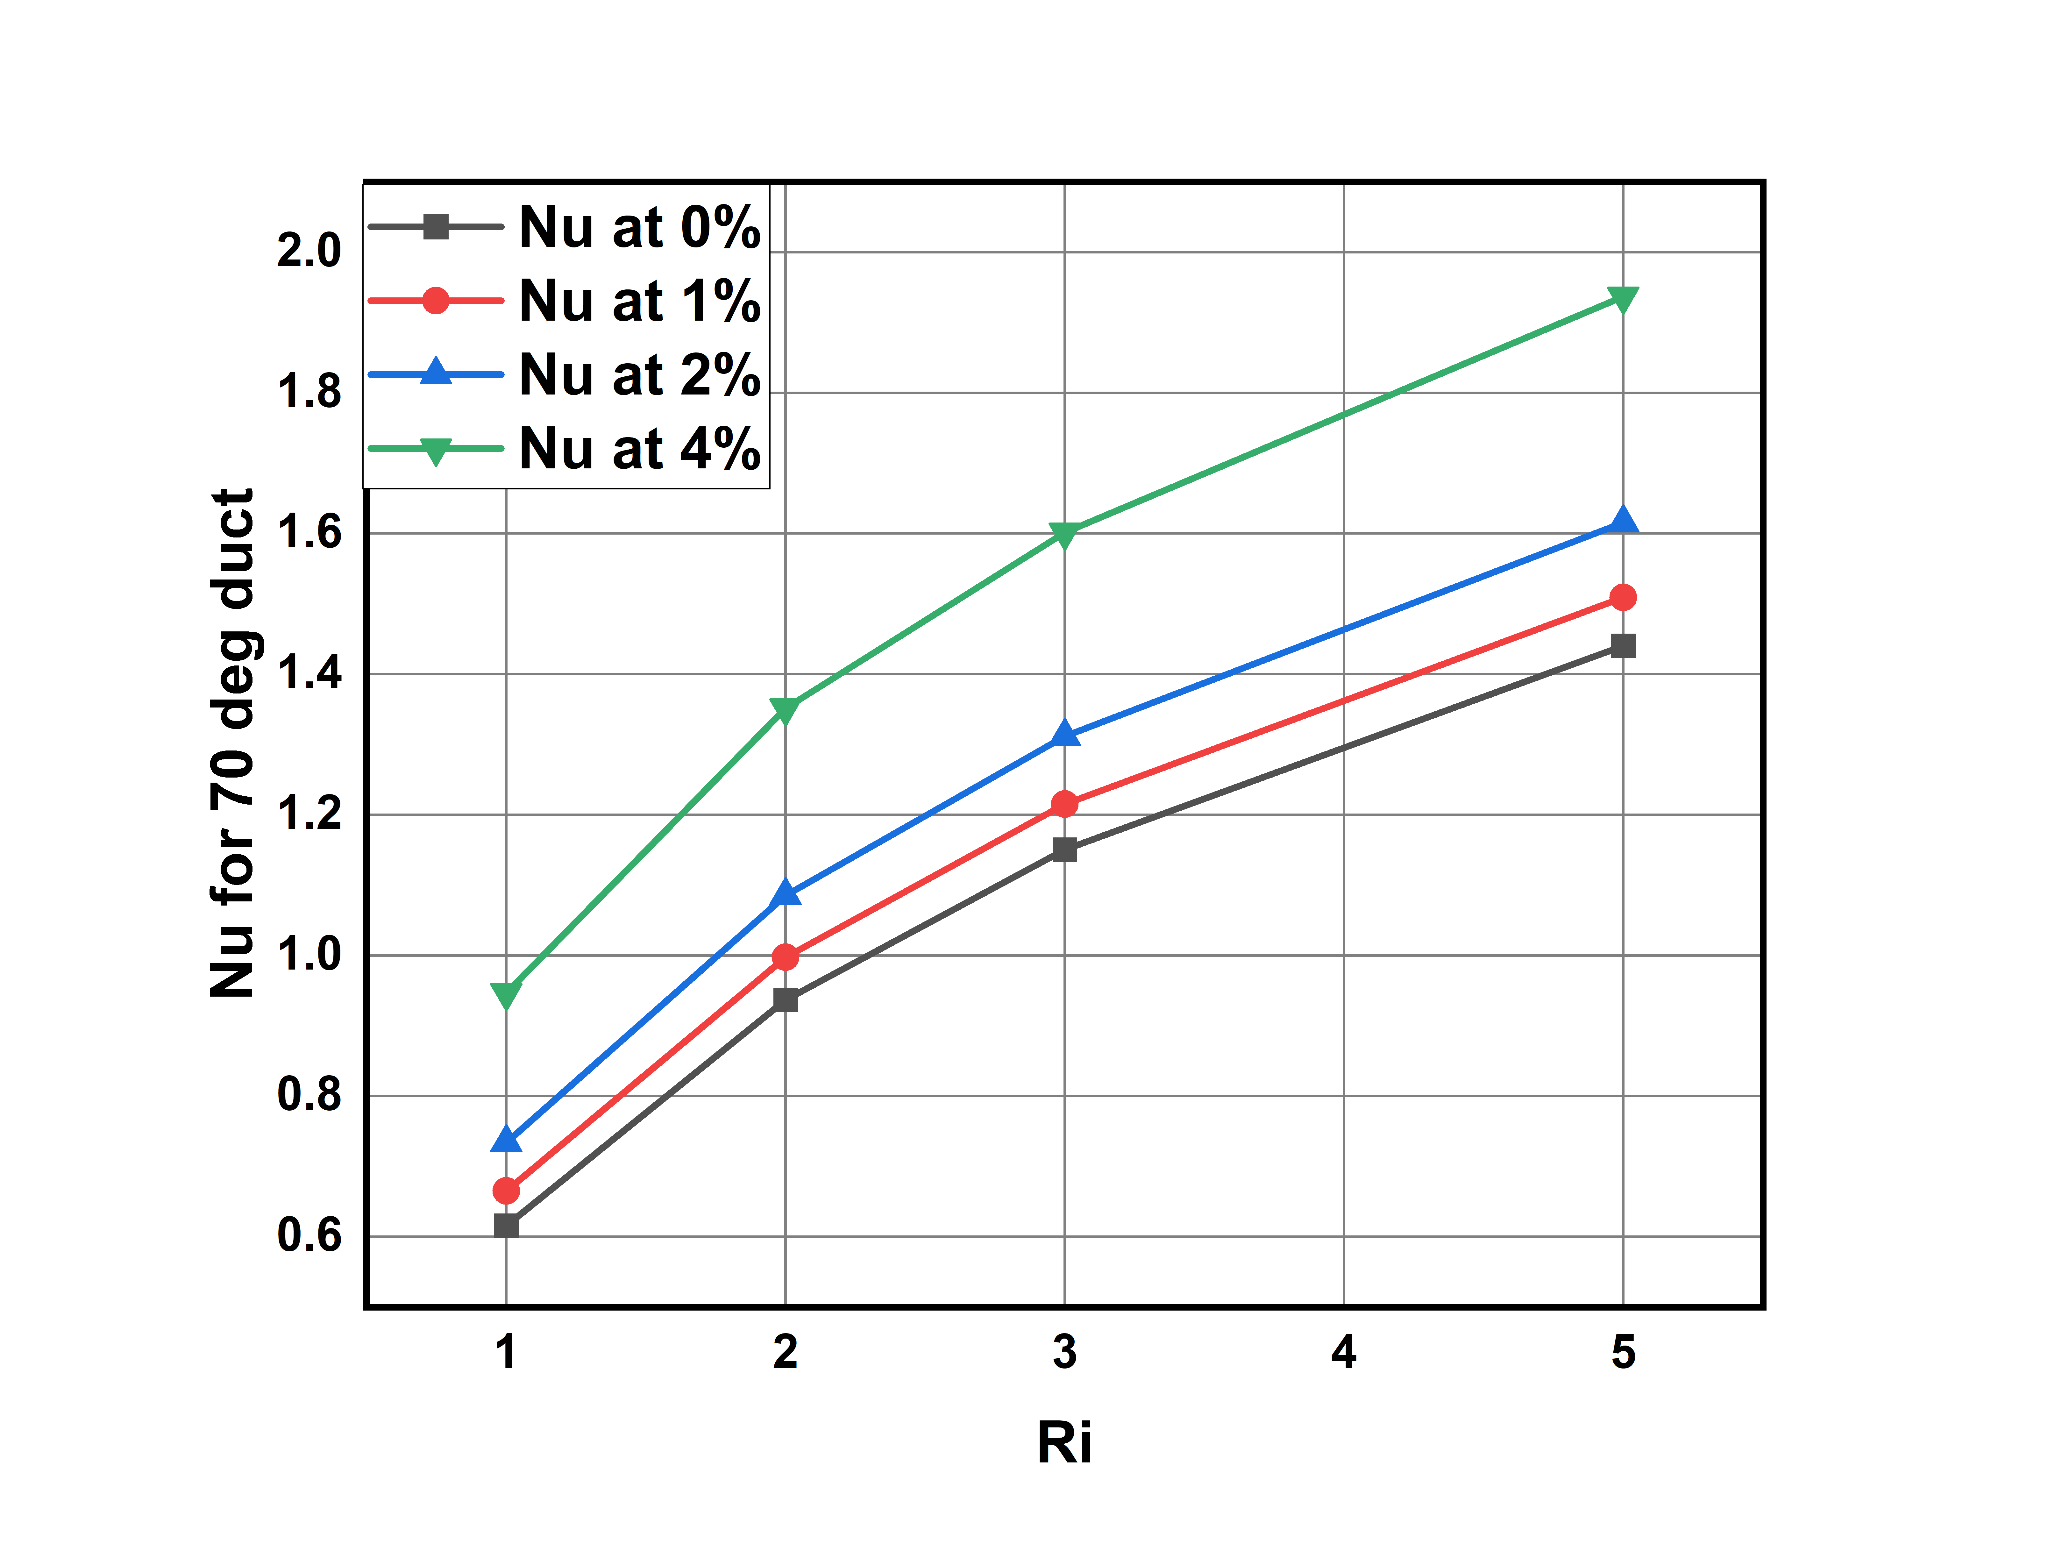 Nu at 0%
Nu at 1%
Nu at 2%
Nu at 4%
Nu for 70 deg duct
2.0
1.8
1.6
1.4
1.2
1.0
0.8
0.6
1 2 3 4 5
Ri